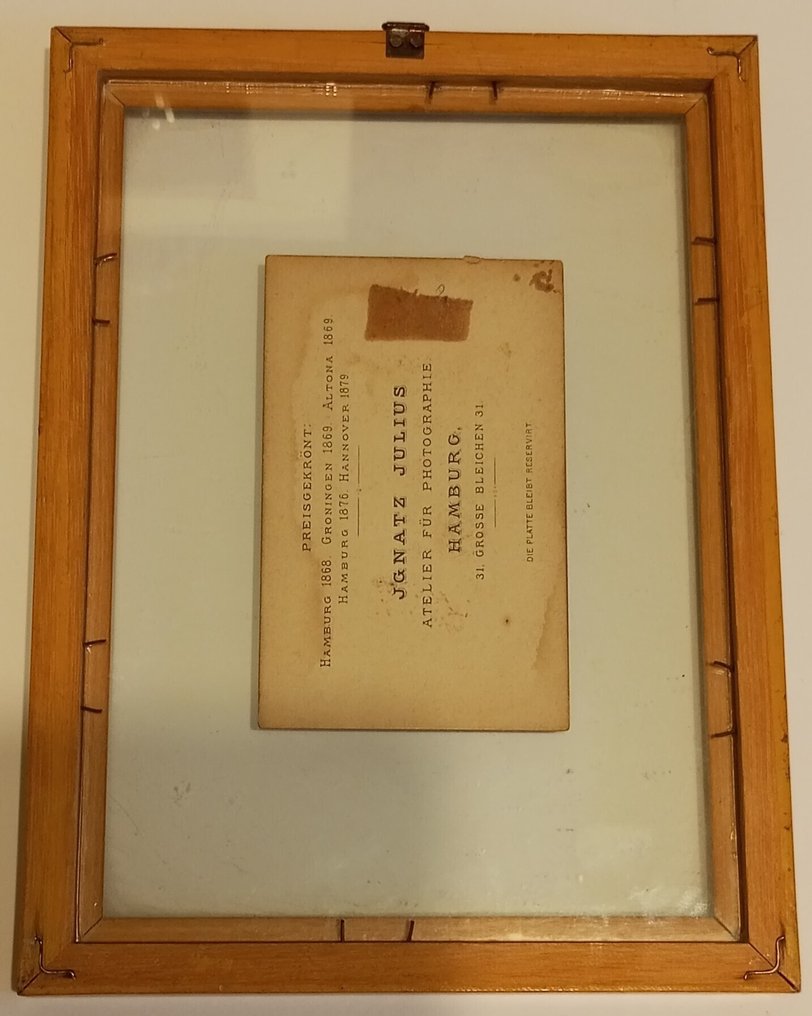 PREISGEKRÖNT:
HAMBURG 1868. GRONINGEN 1869. ALTONA 1869.
HAMBURG 1876. HANNOVER 1879
JGNATZ JULIUS
ATELIER FÜR PHOTOGRAPHIE.
HAMBURG,
31. GROSSE BLEICHEN 31.
DIE PLATTE BLEIBT RESERVIRT.